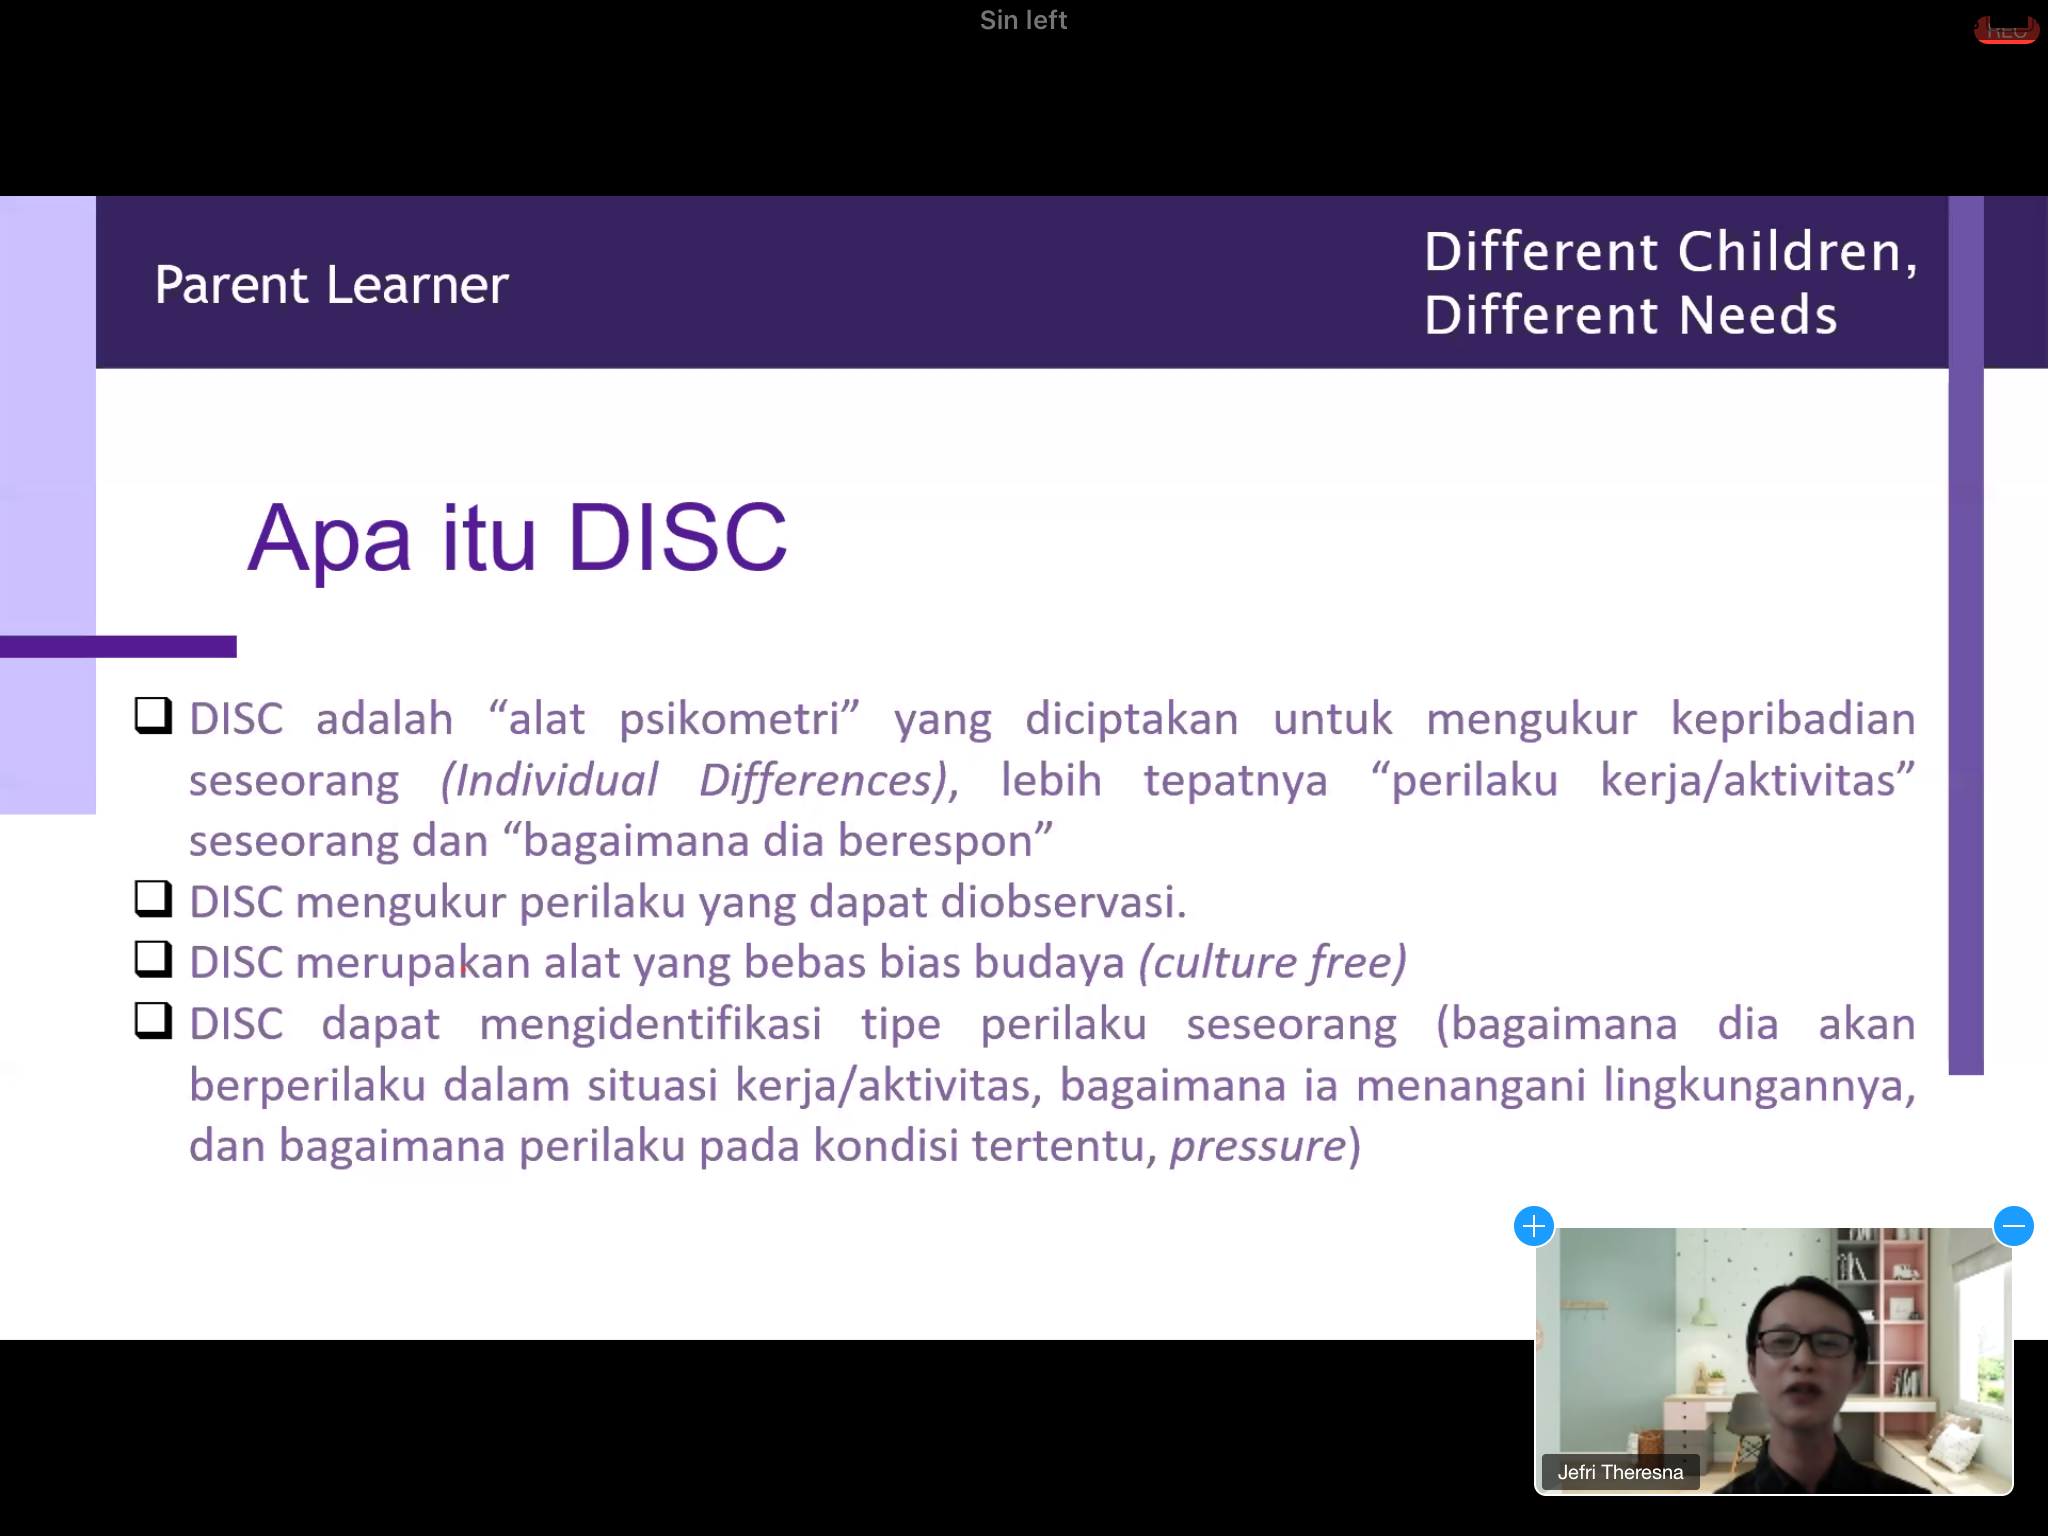 Sin left
Parent Learner
Different Children,
Different Needs
Apa itu DISC
DISC adalah “alat psikometri” yang diciptakan untuk mengukur kepribadian
seseorang (Individual Differences), lebih tepatnya “perilaku kerja/aktivitas”
seseorang dan “bagaimana dia berespon”
DISC mengukur perilaku yang dapat diobservasi.
DISC merupakan alat yang bebas bias budaya (culture free)
DISC dapat mengidentifikasi tipe perilaku seseorang (bagaimana dia akan
berperilaku dalam situasi kerja/aktivitas, bagaimana ia menangani lingkungannya,
dan bagaimana perilaku pada kondisi tertentu, pressure)
Jefri Theresna